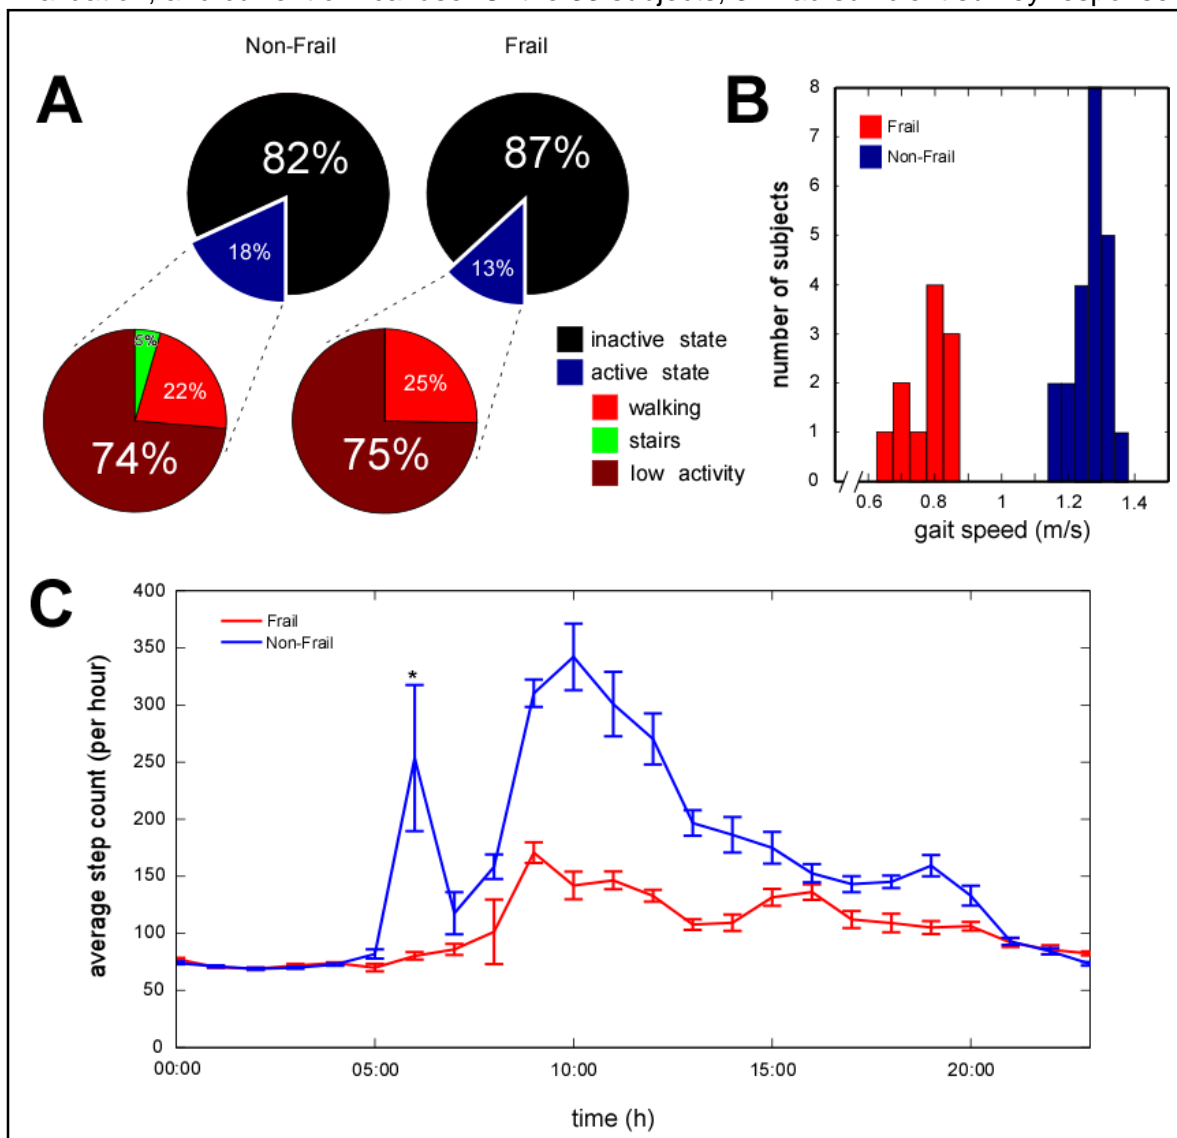 Non-Frail Frail
A
82%
87%
18%
13%
5%
22%
74%
25%
75%
inactive state
active state
walking
stairs
low activity
B
Frail
Non-Frail
number of subjects
8
7
6
5
4
3
2
1
0
0.6 0.8 1 1.2 1.4
gait speed (m/s)
C
Frail
Non-Frail
*
average step count (per hour)
400
350
300
250
200
150
100
50
0
00:00 05:00 10:00 15:00 20:00
time (h)